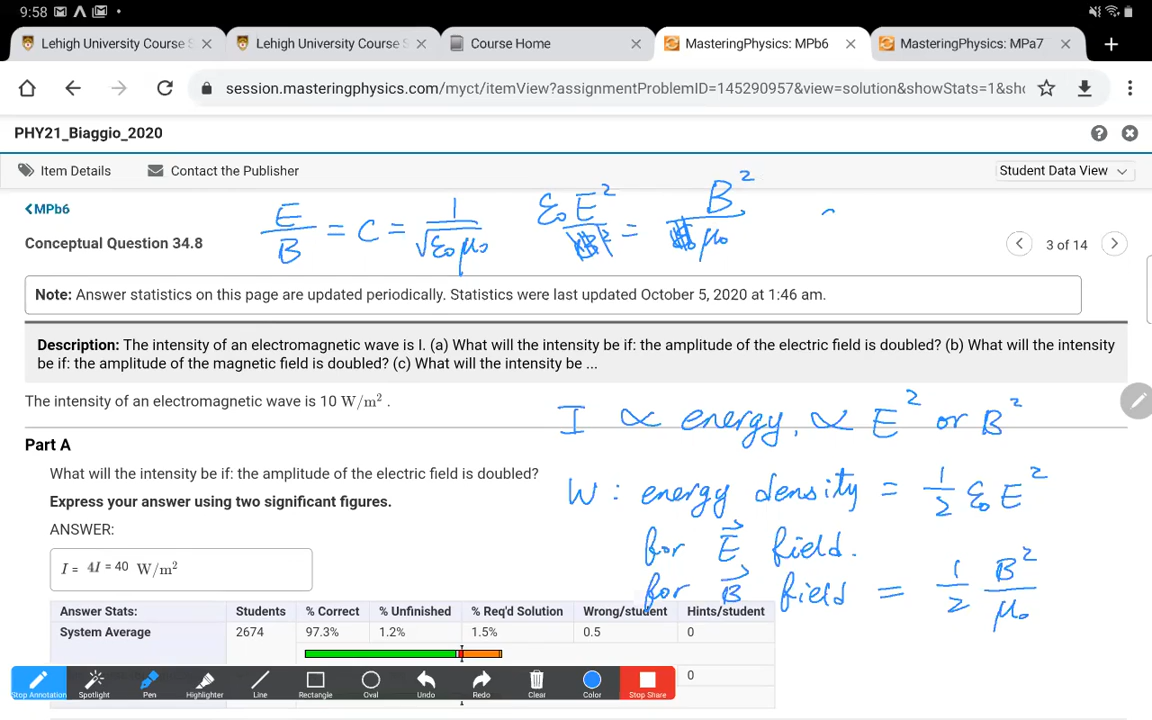 9:58
Lehigh University Course S
Lehigh University Course S
Course Home
MasteringPhysics: MPb6
MasteringPhysics: MPa7
session.masteringphysics.com/myct/itemView?assignmentProblemID=145290957&view=solution&showStats=1&sho
PHY21_Biaggio_2020
Item Details
Contact the Publisher
Student Data View
MPb6
E/B = C = 1/√ε₀μ₀
ε₀E² = B²/μ₀
Conceptual Question 34.8
3 of 14
Note: Answer statistics on this page are updated periodically. Statistics were last updated October 5, 2020 at 1:46 am.
Description: The intensity of an electromagnetic wave is I. (a) What will the intensity be if: the amplitude of the electric field is doubled? (b) What will the intensity
be if: the amplitude of the magnetic field is doubled? (c) What will the intensity be ...
The intensity of an electromagnetic wave is 10 W/m² .
I ∝ energy, ∝ E² or B²
Part A
What will the intensity be if: the amplitude of the electric field is doubled?
Express your answer using two significant figures.
W : energy density = 1/2 ε₀ E²
for E⃗ field.
for B⃗ field = 1/2 B²/μ₀
ANSWER:
I = 4I = 40 W/m²
Answer Stats: Students % Correct % Unfinished % Req'd Solution Wrong/student Hints/student
System Average 2674 97.3% 1.2% 1.5% 0.5 0
0
Stop Annotation Spotlight Pen Highlighter Line Rectangle Oval Undo Redo Clear Color Stop Share